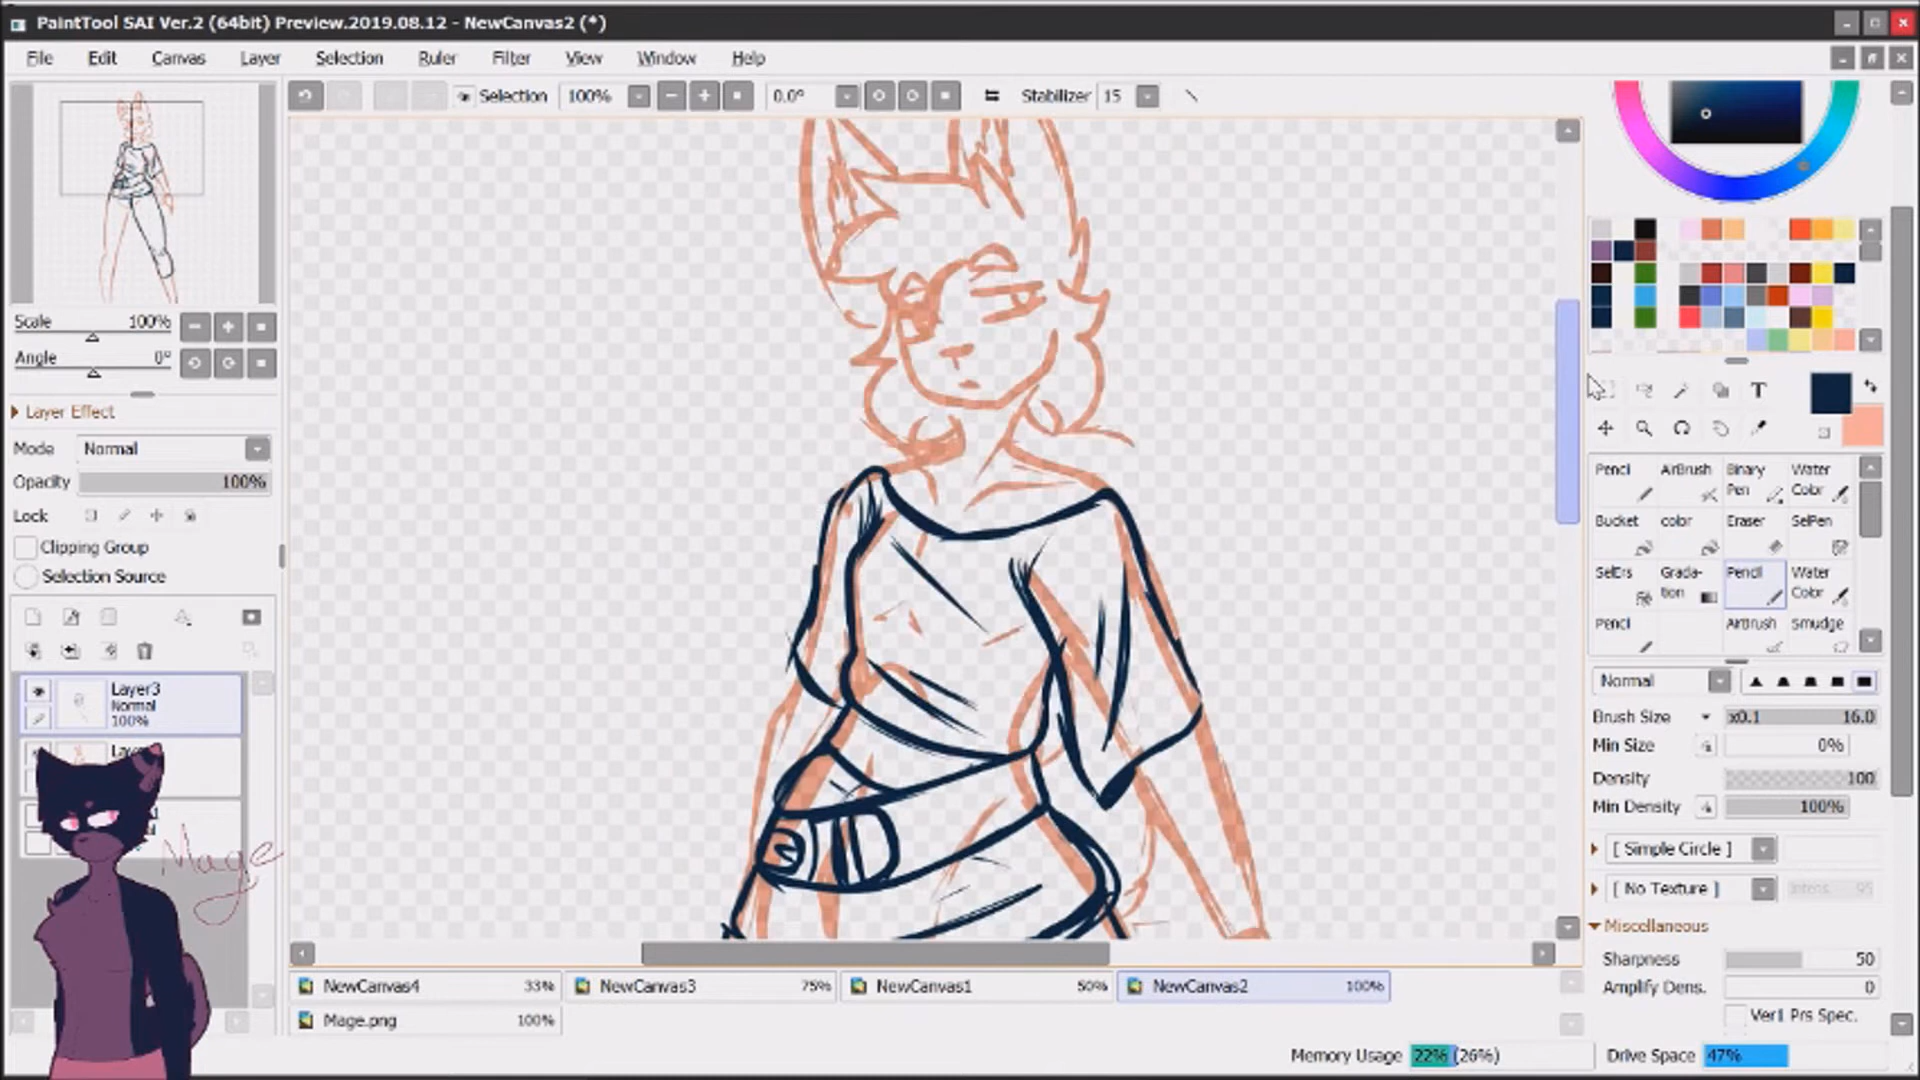 PaintTool SAI Ver.2 (64bit) Preview.2019.08.12 - NewCanvas2 (*)
File Edit Canvas Layer Selection Ruler Filter View Window Help
Selection 100% 0.0° Stabilizer 15
Scale 100%
Angle 0°
Layer Effect
Mode Normal
Opacity 100%
Lock
Clipping Group
Selection Source
Layer3
Normal
100%
Mage
NewCanvas4 33% NewCanvas3 75% NewCanvas1 50% NewCanvas2 100%
Mage.png 100%
Memory Usage 22% (26%) Drive Space 47%
T
Pencil AirBrush Binary Pen Water Color
Bucket color Eraser SelPen
SelErs Grada-tion Pencil Water Color
Pencil AirBrush Smudge
Normal
Brush Size x0.1 16.0
Min Size 0%
Density 100
Min Density 100%
[ Simple Circle ]
[ No Texture ] 95
Miscellaneous
Sharpness 50
Amplify Dens. 0
Ver1 Prs Spec.